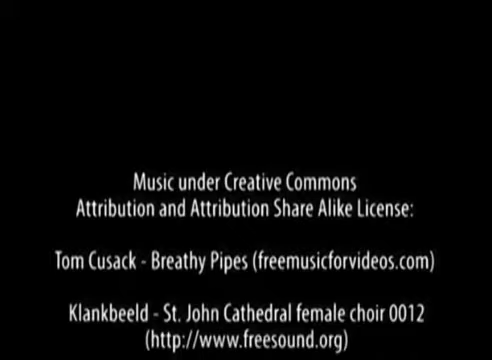 Music under Creative Commons
Attribution and Attribution Share Alike License:
Tom Cusack - Breathy Pipes (freemusicforvideos.com)
Klankbeeld - St. John Cathedral female choir 0012
(http://www.freesound.org)